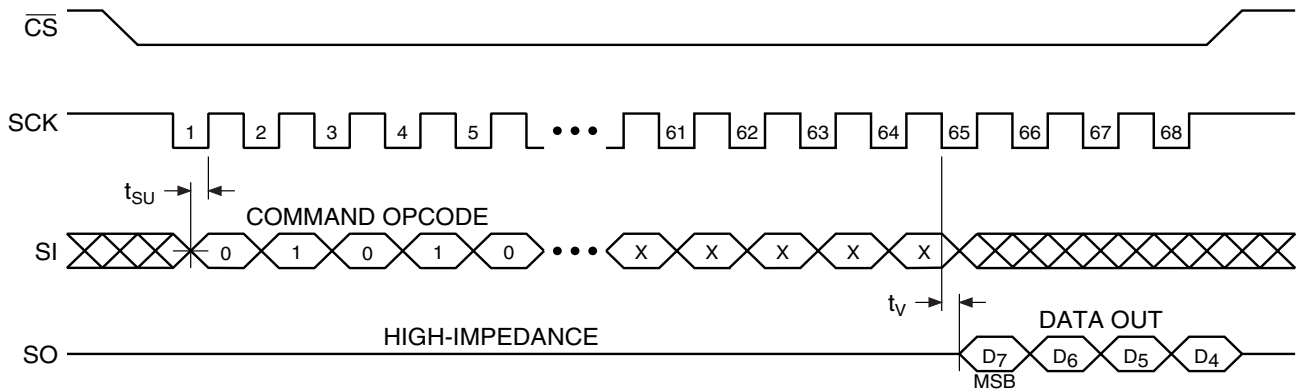 CS
SCK 1 2 3 4 5 ••• 61 62 63 64 65 66 67 68
tSU
COMMAND OPCODE
SI 0 1 0 1 0 ••• X X X X X
tV
HIGH-IMPEDANCE DATA OUT
SO D7 D6 D5 D4
MSB